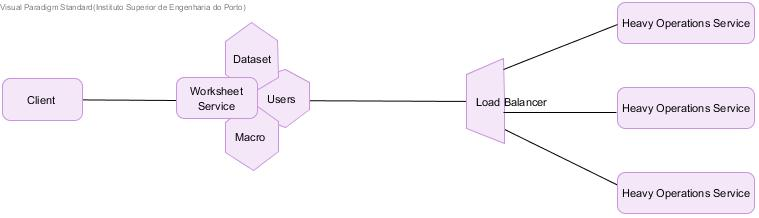 Visual Paradigm Standard(Instituto Superior de Engenharia do Porto)
Heavy Operations Service
Dataset
Client
Worksheet
Service
Users
Load Balancer
Heavy Operations Service
Macro
Heavy Operations Service